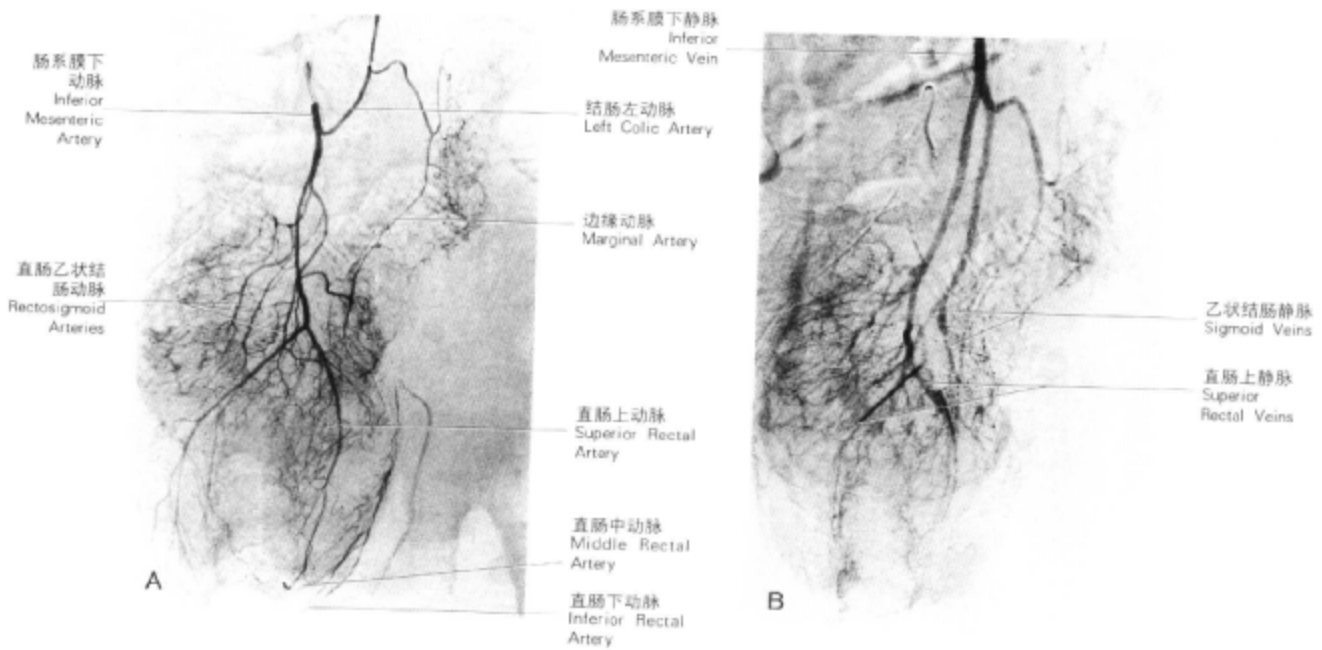 肠系膜下
动脉
Inferior
Mesenteric
Artery
直肠乙状结
肠动脉
Rectosigmoid
Arteries
A
肠系膜下静脉
Inferior
Mesenteric Vein
结肠左动脉
Left Colic Artery
边缘动脉
Marginal Artery
直肠上动脉
Superior Rectal
Artery
直肠中动脉
Middle Rectal
Artery
直肠下动脉
Inferior Rectal
Artery
B
乙状结肠静脉
Sigmoid Veins
直肠上静脉
Superior
Rectal Veins